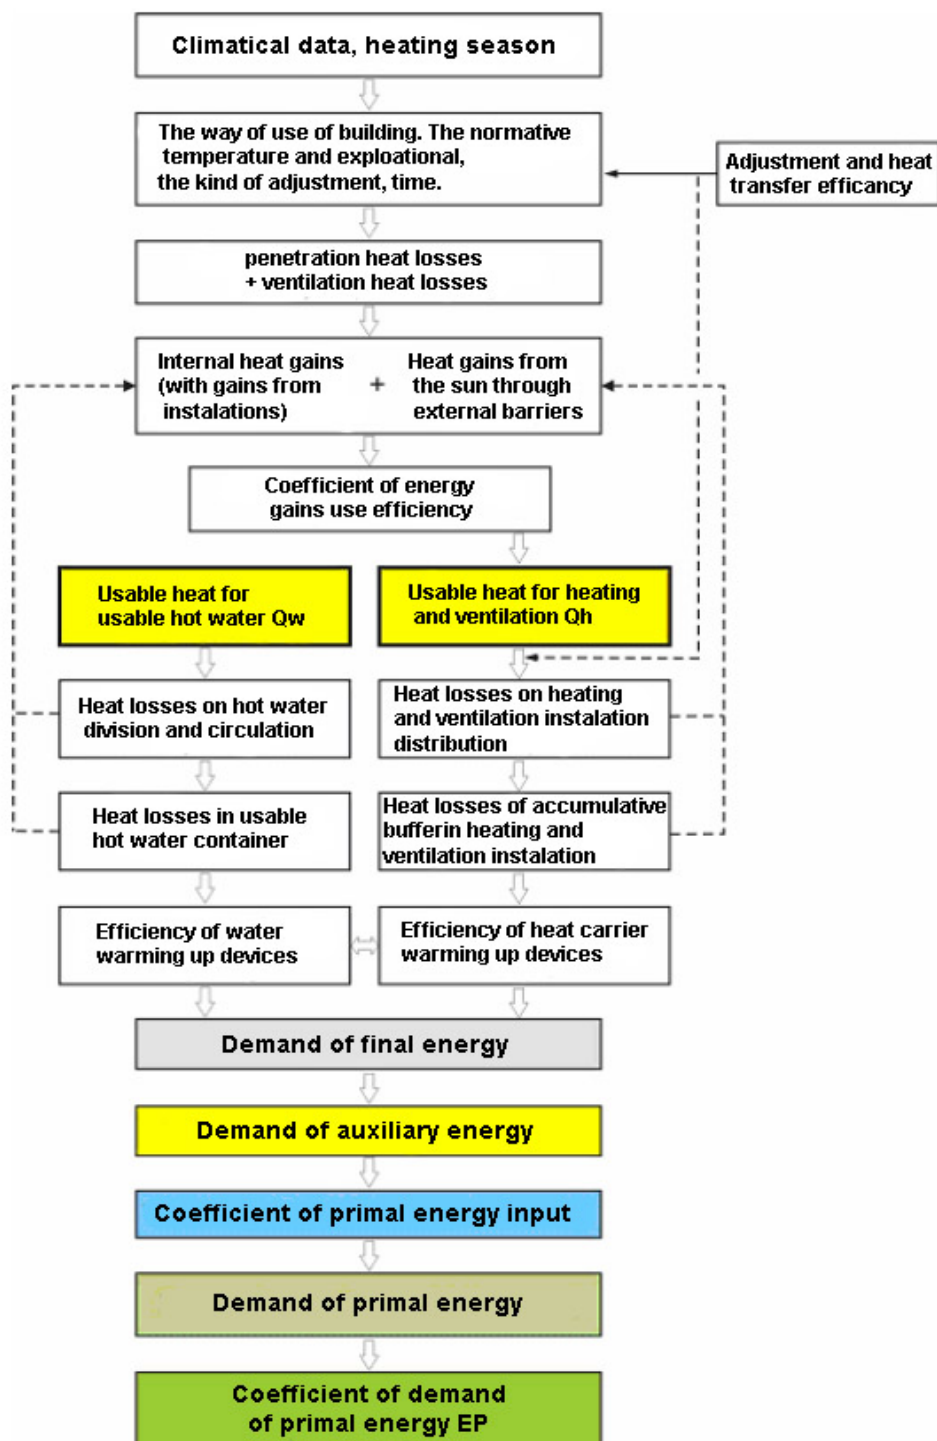 Climatical data, heating season
The way of use of building. The normative
temperature and exploational,
the kind of adjustment, time.
Adjustment and heat
transfer efficancy
penetration heat losses
+ ventilation heat losses
Internal heat gains
(with gains from
instalations)
+
Heat gains from
the sun through
external barriers
Coefficient of energy
gains use efficiency
Usable heat for
usable hot water Qw
Usable heat for heating
and ventilation Qh
Heat losses on hot water
division and circulation
Heat losses on heating
and ventilation instalation
distribution
Heat losses in usable
hot water container
Heat losses of accumulative
bufferin heating and
ventilation instalation
Efficiency of water
warming up devices
Efficiency of heat carrier
warming up devices
Demand of final energy
Demand of auxiliary energy
Coefficient of primal energy input
Demand of primal energy
Coefficient of demand
of primal energy EP